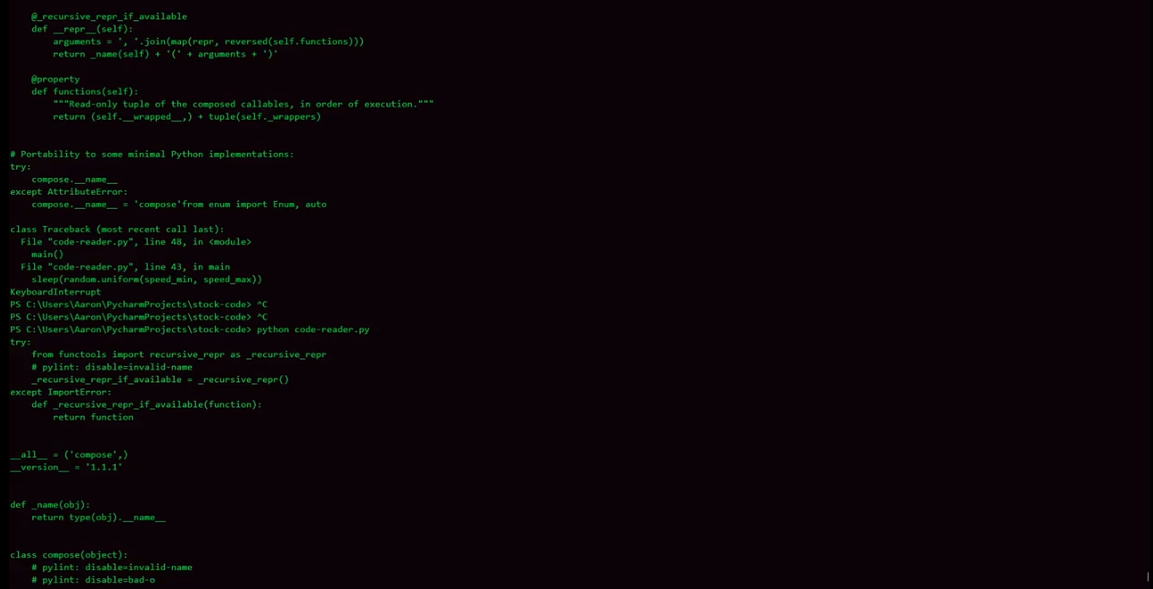 @_recursive_repr_if_available
def __repr__(self):
arguments = ', '.join(map(repr, reversed(self.functions)))
return _name(self) + '(' + arguments + ')'
@property
def functions(self):
"""Read-only tuple of the composed callables, in order of execution."""
return (self.__wrapped__,) + tuple(self._wrappers)
# Portability to some minimal Python implementations:
try:
compose.__name__
except AttributeError:
compose.__name__ = 'compose'from enum import Enum, auto
class Traceback (most recent call last):
File "code-reader.py", line 48, in <module>
main()
File "code-reader.py", line 43, in main
sleep(random.uniform(speed_min, speed_max))
KeyboardInterrupt
PS C:\Users\Aaron\PycharmProjects\stock-code> ^C
PS C:\Users\Aaron\PycharmProjects\stock-code> ^C
PS C:\Users\Aaron\PycharmProjects\stock-code> python code-reader.py
try:
from functools import recursive_repr as _recursive_repr
# pylint: disable=invalid-name
_recursive_repr_if_available = _recursive_repr()
except ImportError:
def _recursive_repr_if_available(function):
return function
__all__ = ('compose',)
__version__ = '1.1.1'
def _name(obj):
return type(obj).__name__
class compose(object):
# pylint: disable=invalid-name
# pylint: disable=bad-o